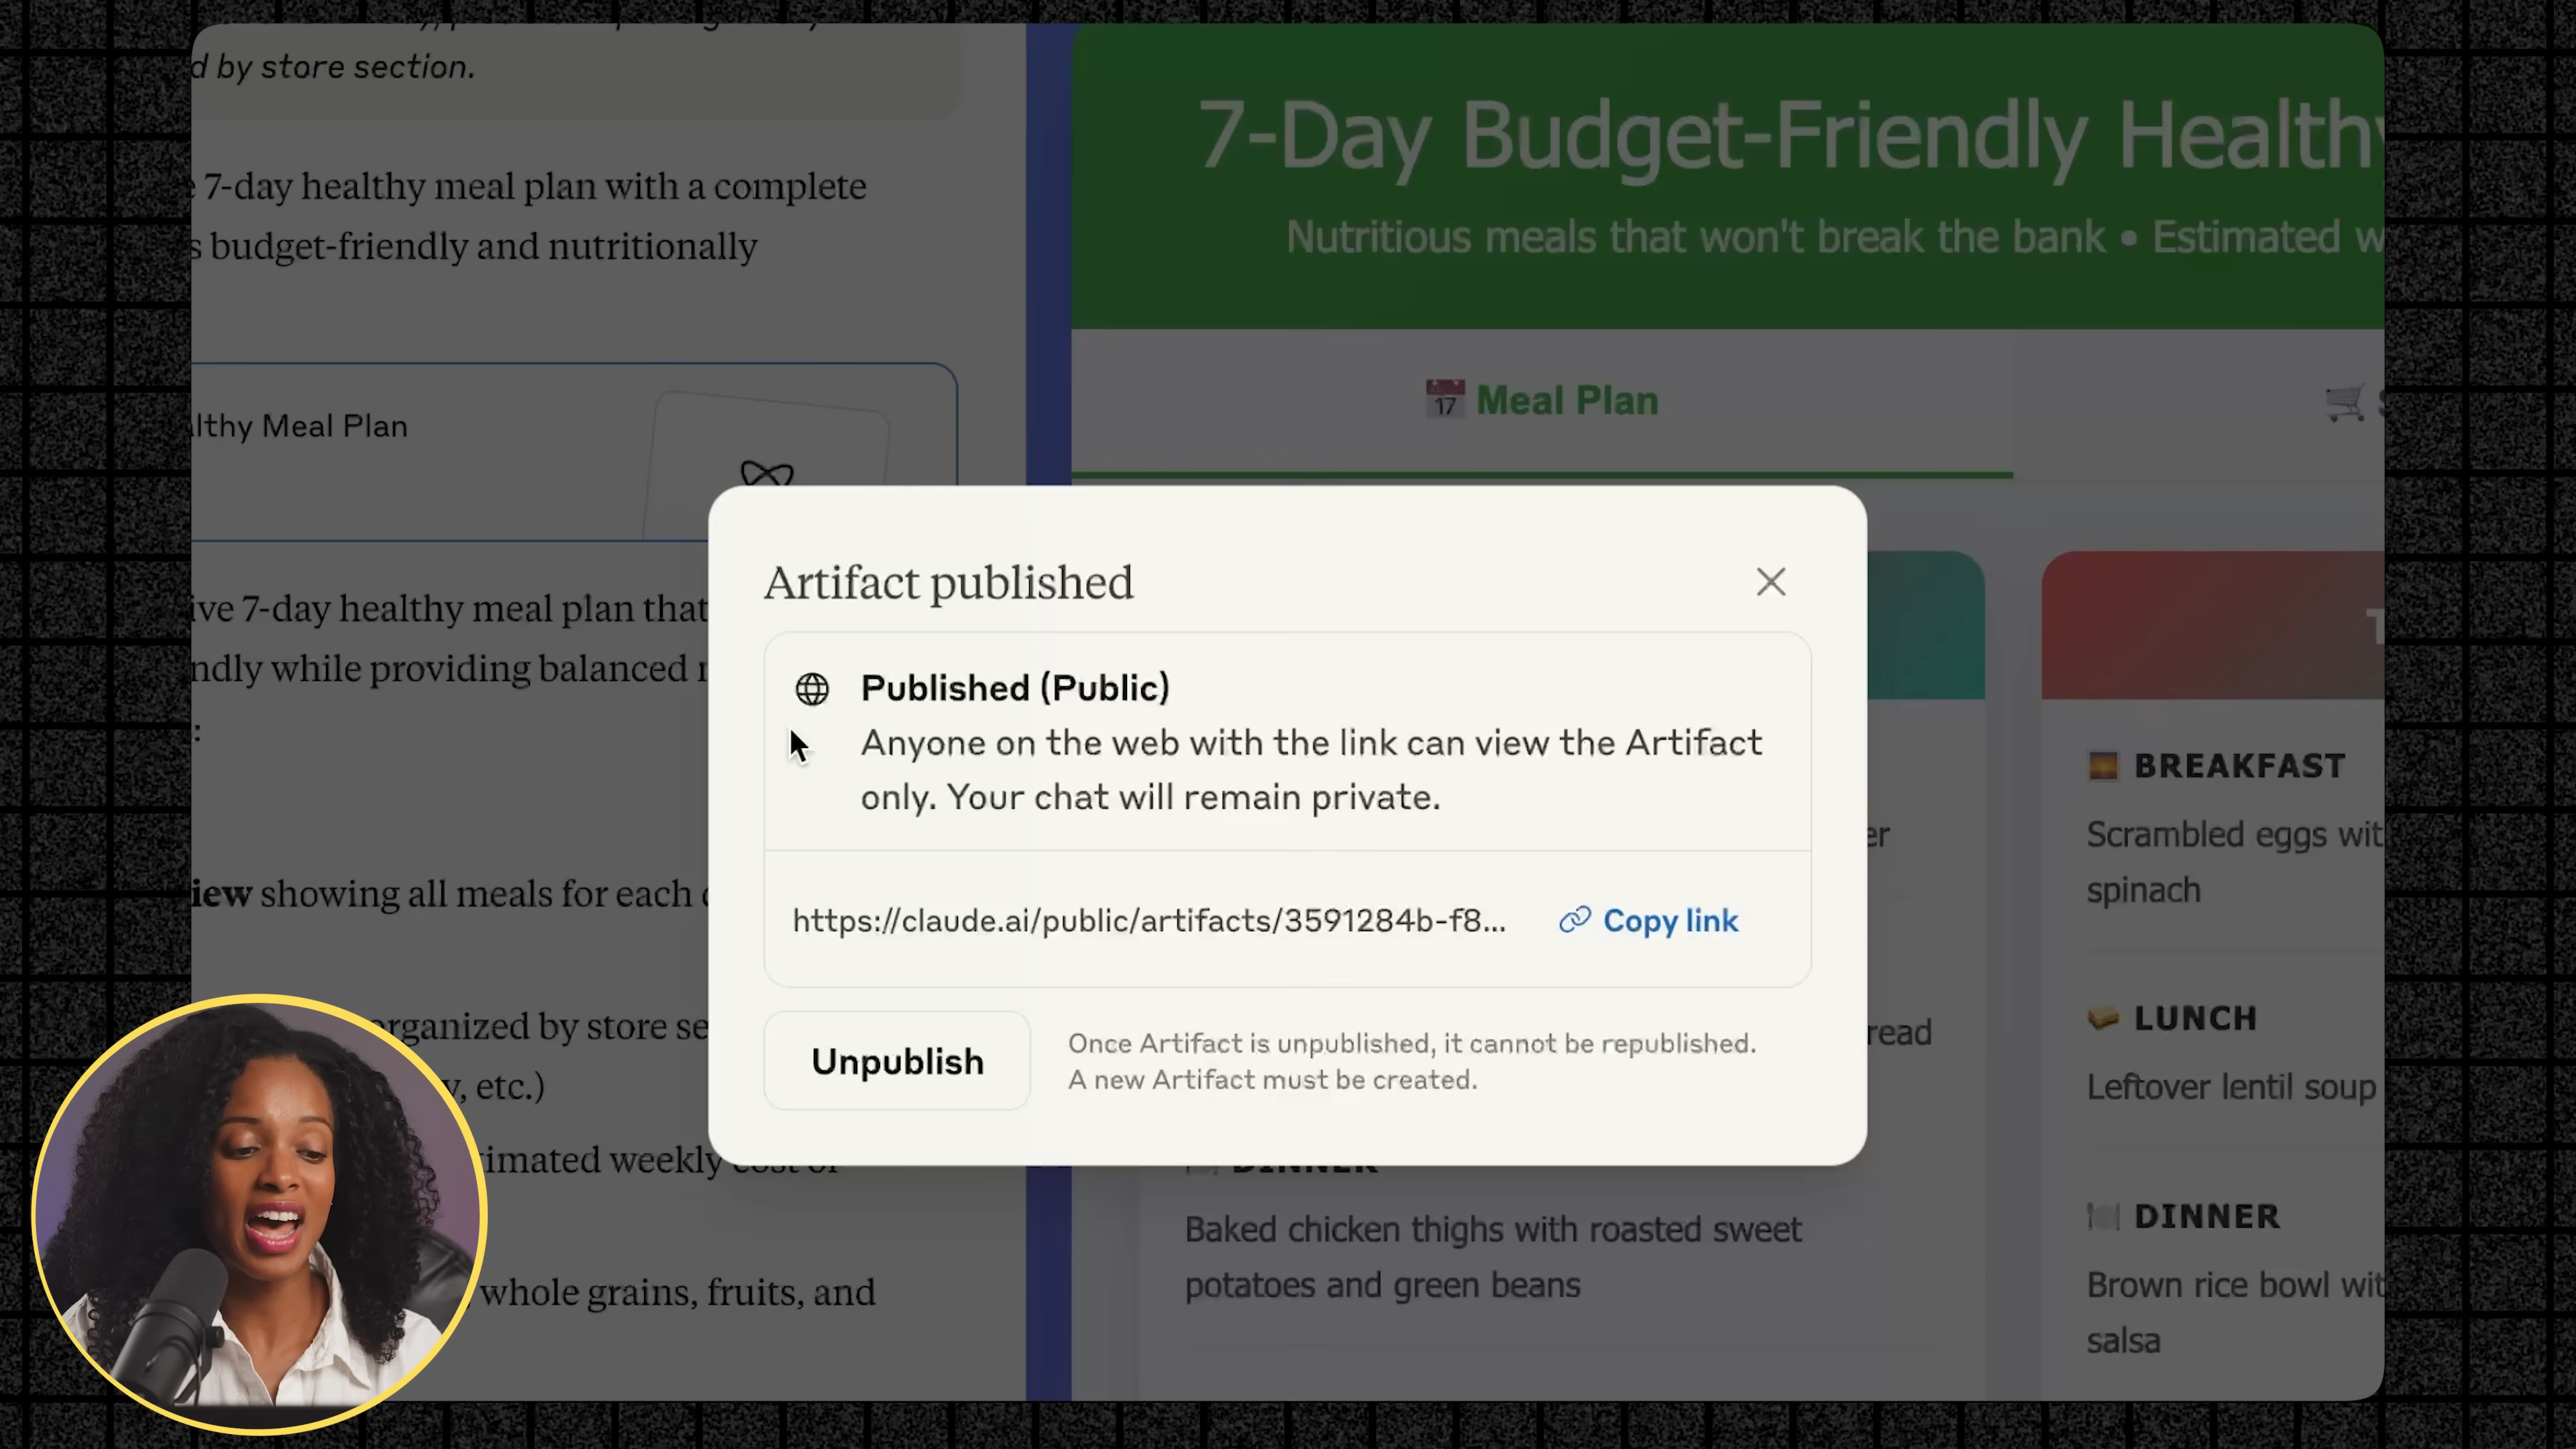 d by store section.
7-day healthy meal plan with a complete
s budget-friendly and nutritionally
lthy Meal Plan
ive 7-day healthy meal plan that
ndly while providing balanced
:
iew showing all meals for each
organized by store se
y, etc.)
timated weekly cost of
whole grains, fruits, and
7-Day Budget-Friendly Healthy
Nutritious meals that won't break the bank • Estimated w
17 Meal Plan
Artifact published
Published (Public)
Anyone on the web with the link can view the Artifact
only. Your chat will remain private.
https://claude.ai/public/artifacts/3591284b-f8...
Copy link
Unpublish
Once Artifact is unpublished, it cannot be republished.
A new Artifact must be created.
er
read
DINNER
Baked chicken thighs with roasted sweet
potatoes and green beans
T
BREAKFAST
Scrambled eggs wit
spinach
LUNCH
Leftover lentil soup
DINNER
Brown rice bowl wit
salsa